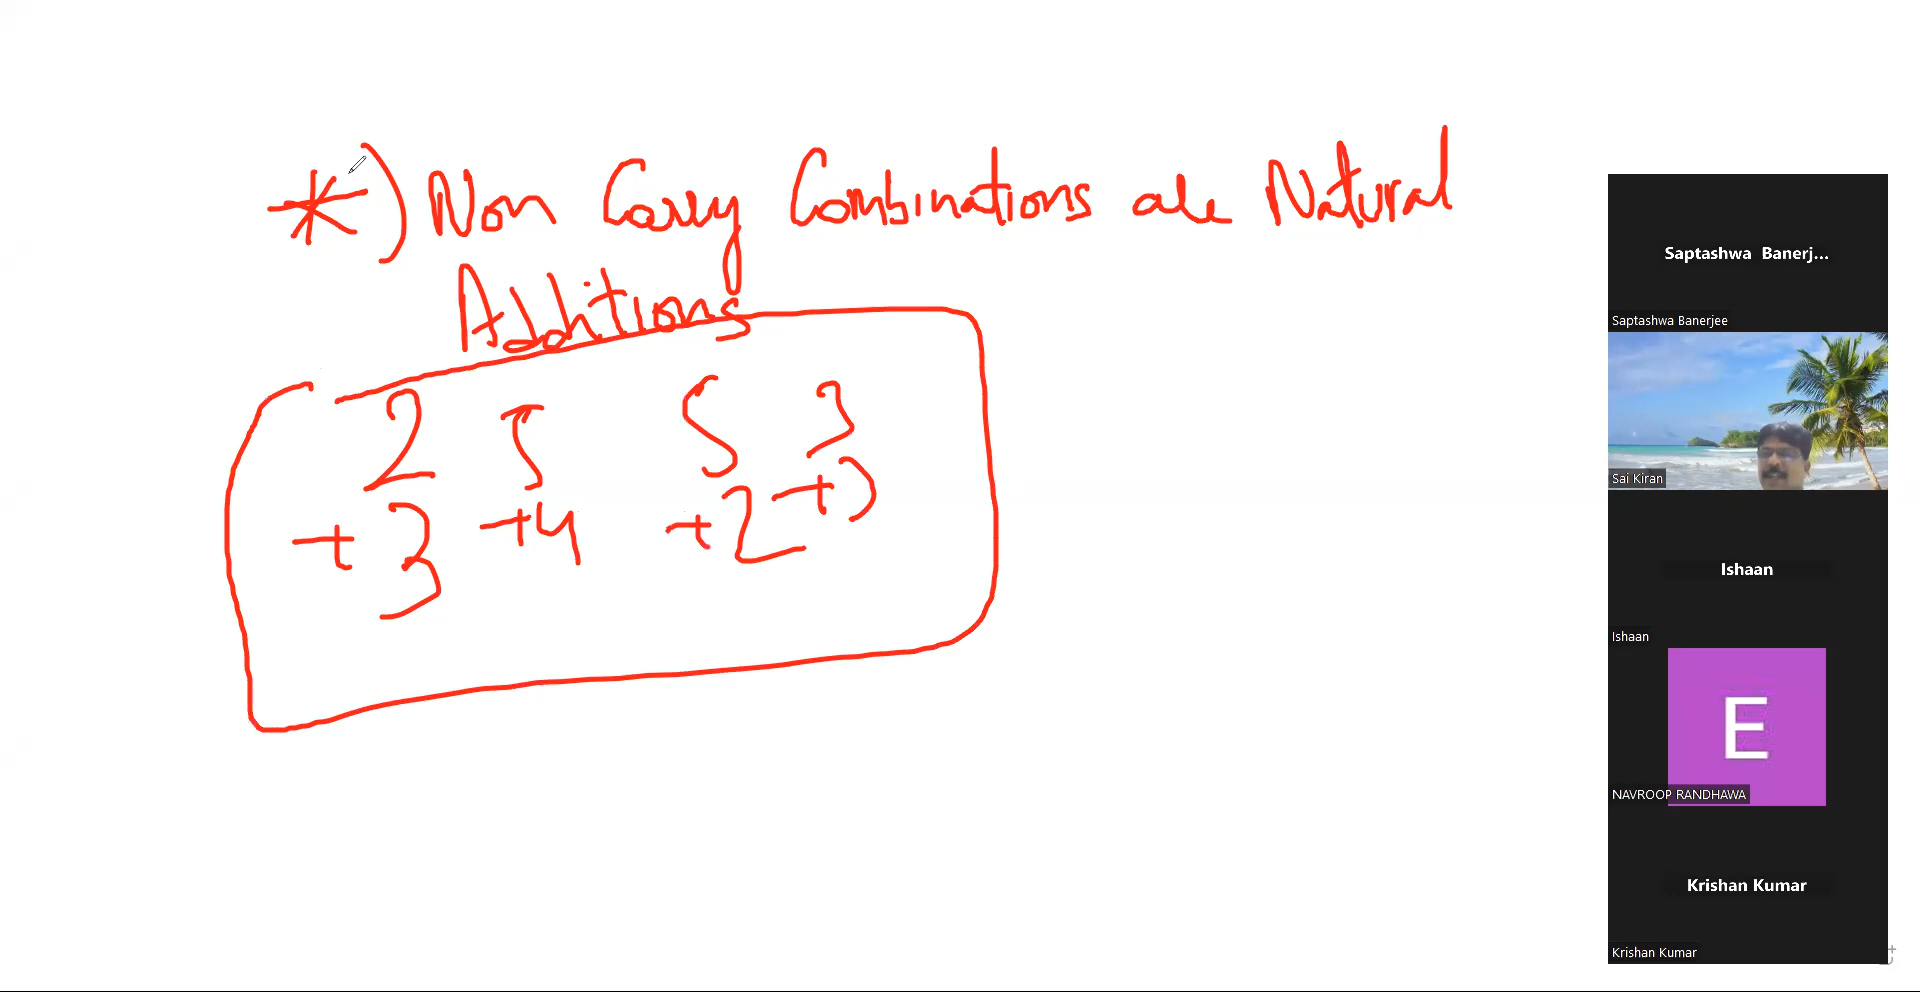 *) Non Carry Combinations are Natural
Additions
2 5 5 3
+3 +4 +2 +3
Saptashwa Banerj...
Saptashwa Banerjee
Sai Kiran
Ishaan
Ishaan
E
NAVROOP RANDHAWA
Krishan Kumar
Krishan Kumar